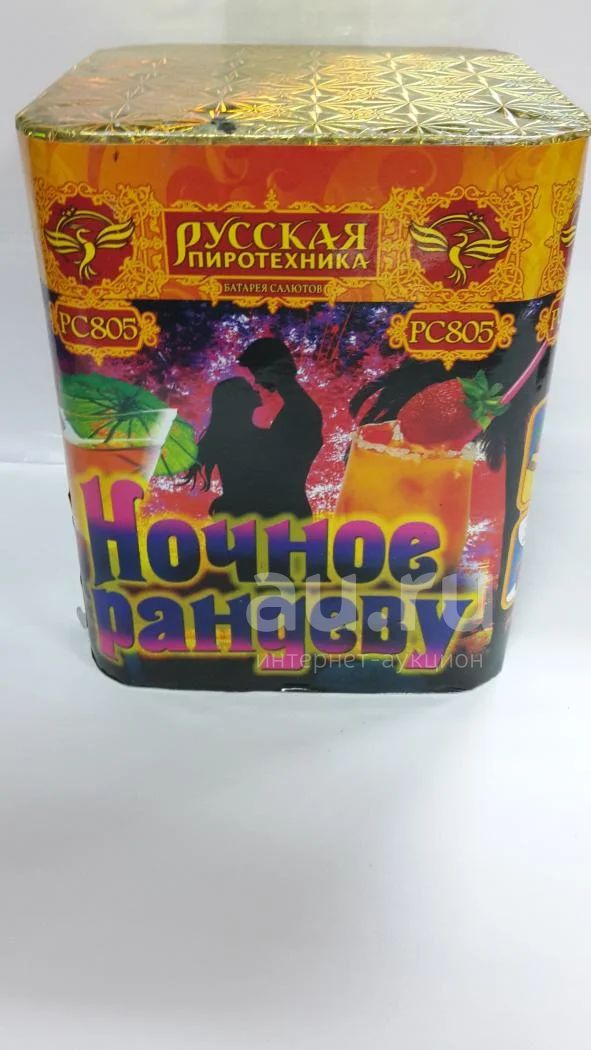 РУССКАЯ
ПИРОТЕХНИКА
БАТАРЕЯ САЛЮТОВ
РС805
РС805
Ночное
рандеву
au.ru
интернет-аукцион